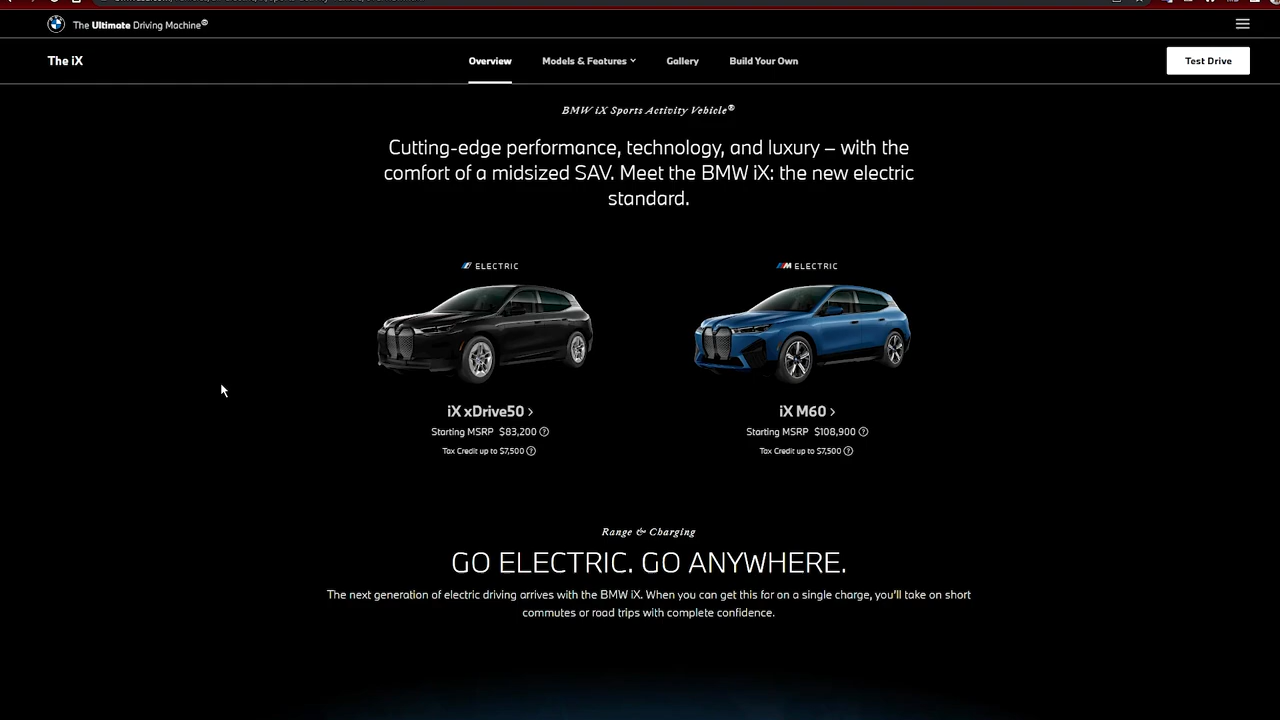 The Ultimate Driving Machine®
The iX
Overview
Models & Features
Gallery
Build Your Own
Test Drive
BMW iX Sports Activity Vehicle®
Cutting-edge performance, technology, and luxury – with the
comfort of a midsized SAV. Meet the BMW iX: the new electric
standard.
ELECTRIC
iX xDrive50 >
Starting MSRP $83,200 ?
Tax Credit up to $7,500 ?
M ELECTRIC
iX M60 >
Starting MSRP $108,900 ?
Tax Credit up to $7,500 ?
Range & Charging
GO ELECTRIC. GO ANYWHERE.
The next generation of electric driving arrives with the BMW iX. When you can get this far on a single charge, you'll take on short
commutes or road trips with complete confidence.